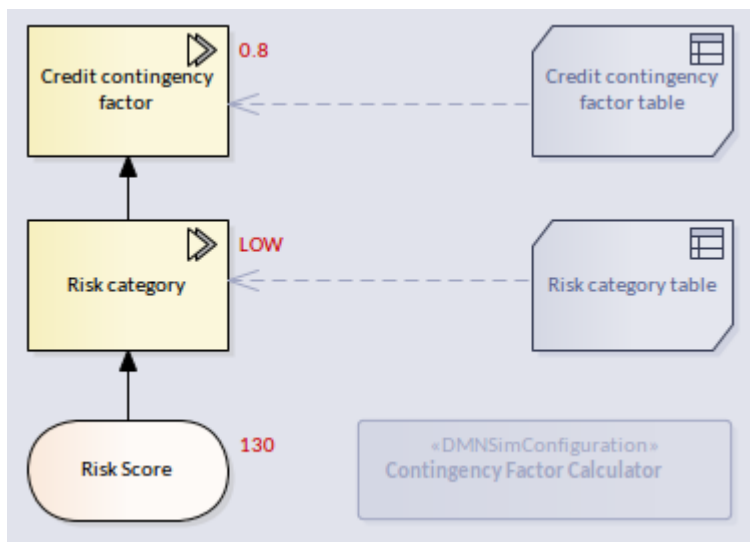 0.8
Credit contingency
factor
Credit contingency
factor table
LOW
Risk category
Risk category table
130
Risk Score
«DMNSimConfiguration»
Contingency Factor Calculator